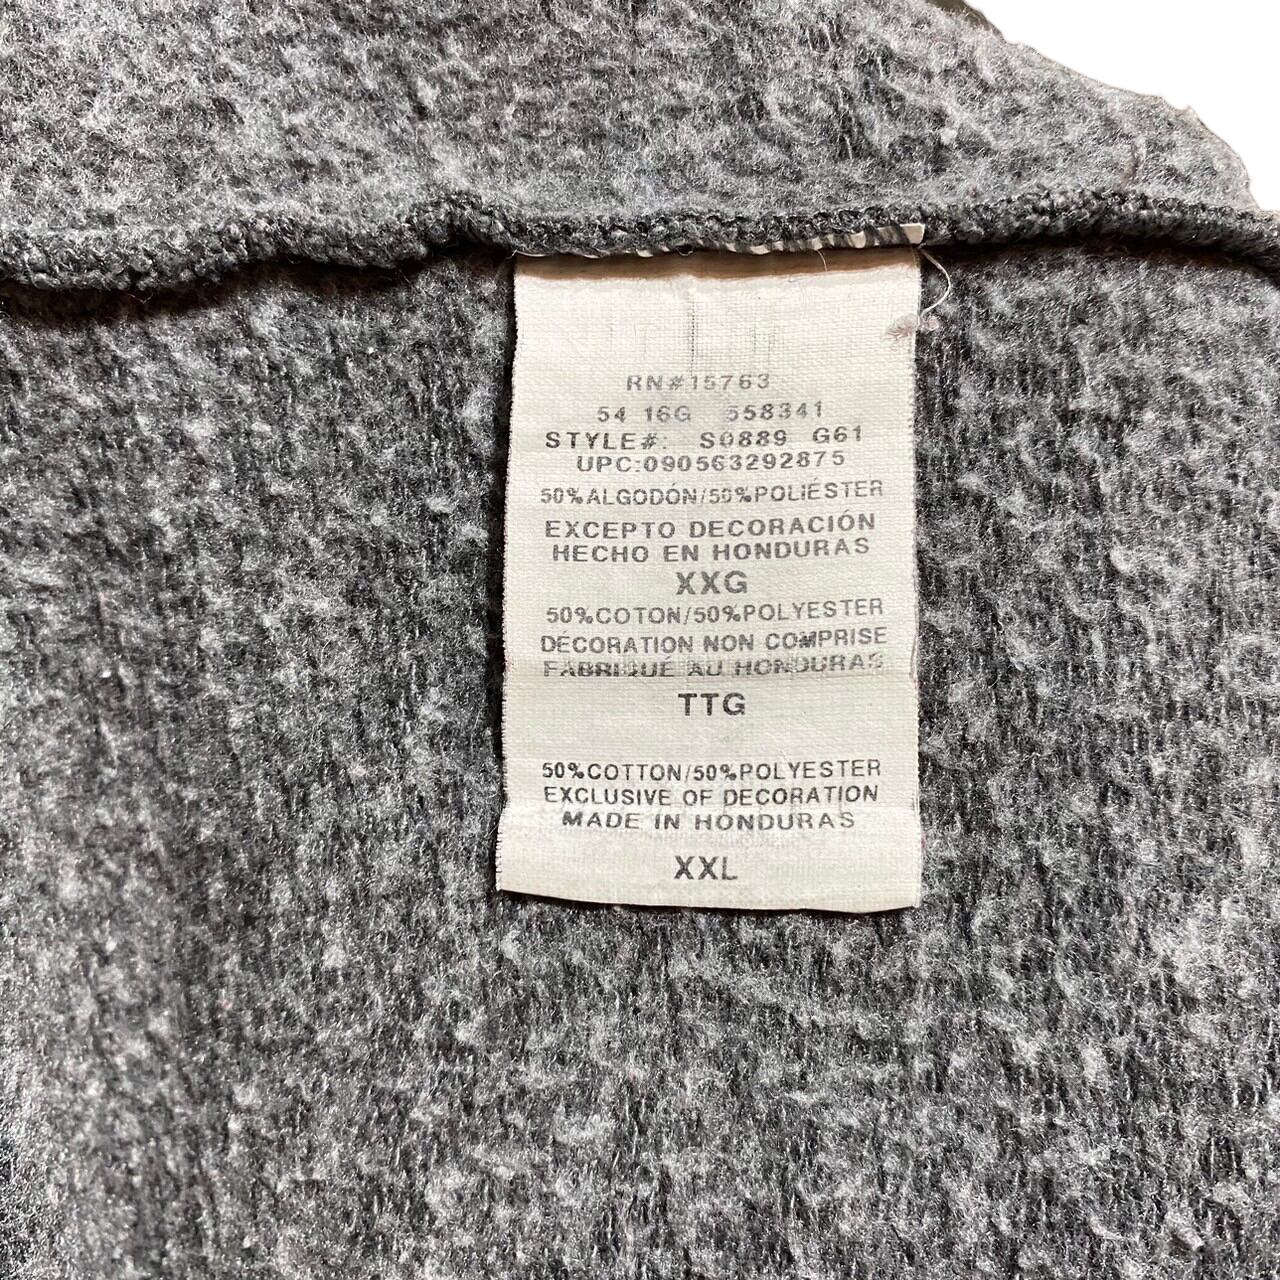 RN#15763
54 16G 558341
STYLE#: S0889 G61
UPC:090563292875
50%ALGODÓN/50%POLIÉSTER
EXCEPTO DECORACIÓN
HECHO EN HONDURAS
XXG
50%COTON/50%POLYESTER
DÉCORATION NON COMPRISE
FABRIQUÉ AU HONDURAS
TTG
50%COTTON/50%POLYESTER
EXCLUSIVE OF DECORATION
MADE IN HONDURAS
XXL